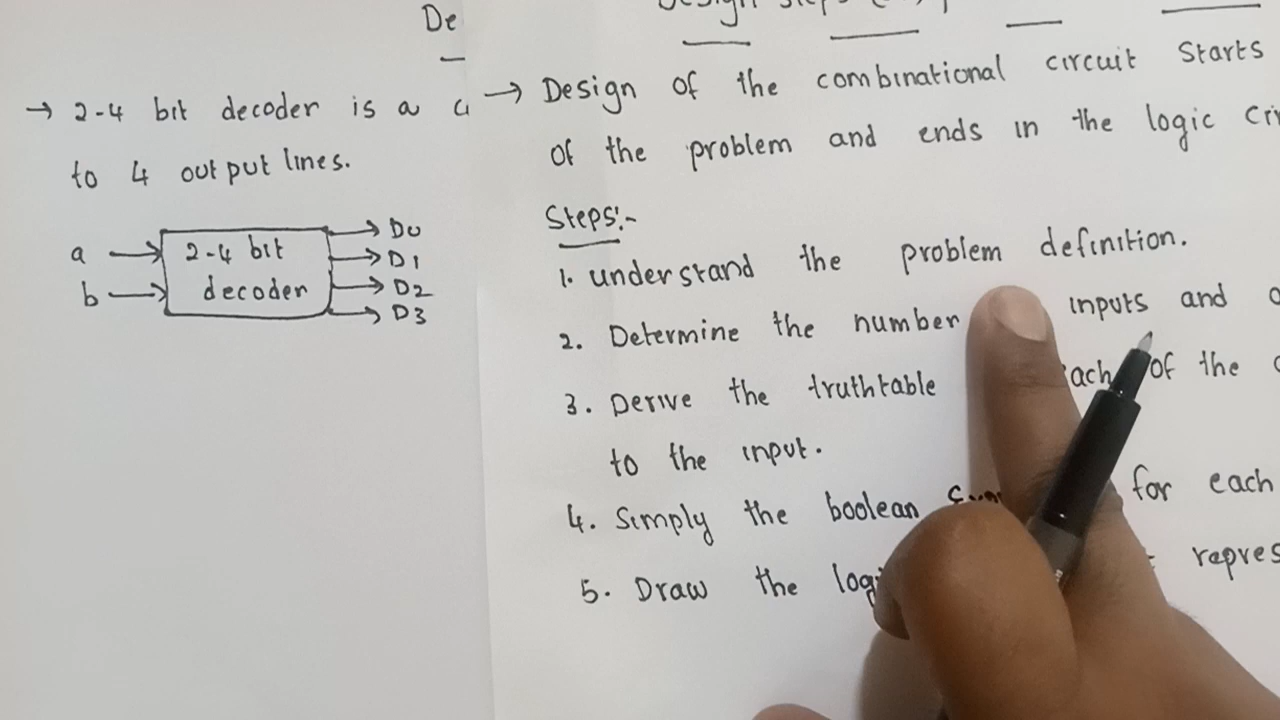 De
→ 2-4 bit decoder is a
to 4 output lines.
a
b
2-4 bit
decoder
D0
D1
D2
D3
Design steps
→ Design of the combinational circuit starts
of the problem and ends in the logic
Steps:-
1. understand the problem definition.
2. Determine the number inputs and
3. Derive the truthtable of the
to the input.
4. Simply the boolean for each
5. Draw the